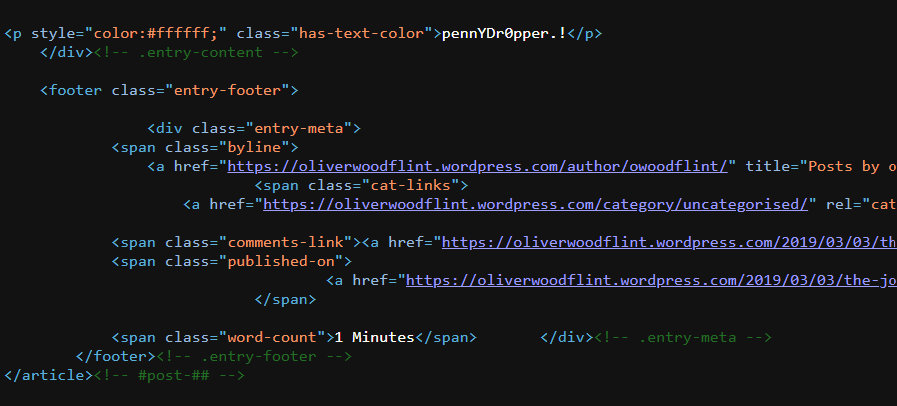 <p style="color:#ffffff;" class="has-text-color">pennYDr0pper.!</p>
</div><!-- .entry-content -->
<footer class="entry-footer">
<div class="entry-meta">
<span class="byline">
<a href="https://oliverwoodflint.wordpress.com/author/owoodflint/" title="Posts by o
<span class="cat-links">
<a href="https://oliverwoodflint.wordpress.com/category/uncategorised/" rel="cat
<span class="comments-link"><a href="https://oliverwoodflint.wordpress.com/2019/03/03/th
<span class="published-on">
<a href="https://oliverwoodflint.wordpress.com/2019/03/03/the-jo
</span>
<span class="word-count">1 Minutes</span> </div><!-- .entry-meta -->
</footer><!-- .entry-footer -->
</article><!-- #post-## -->